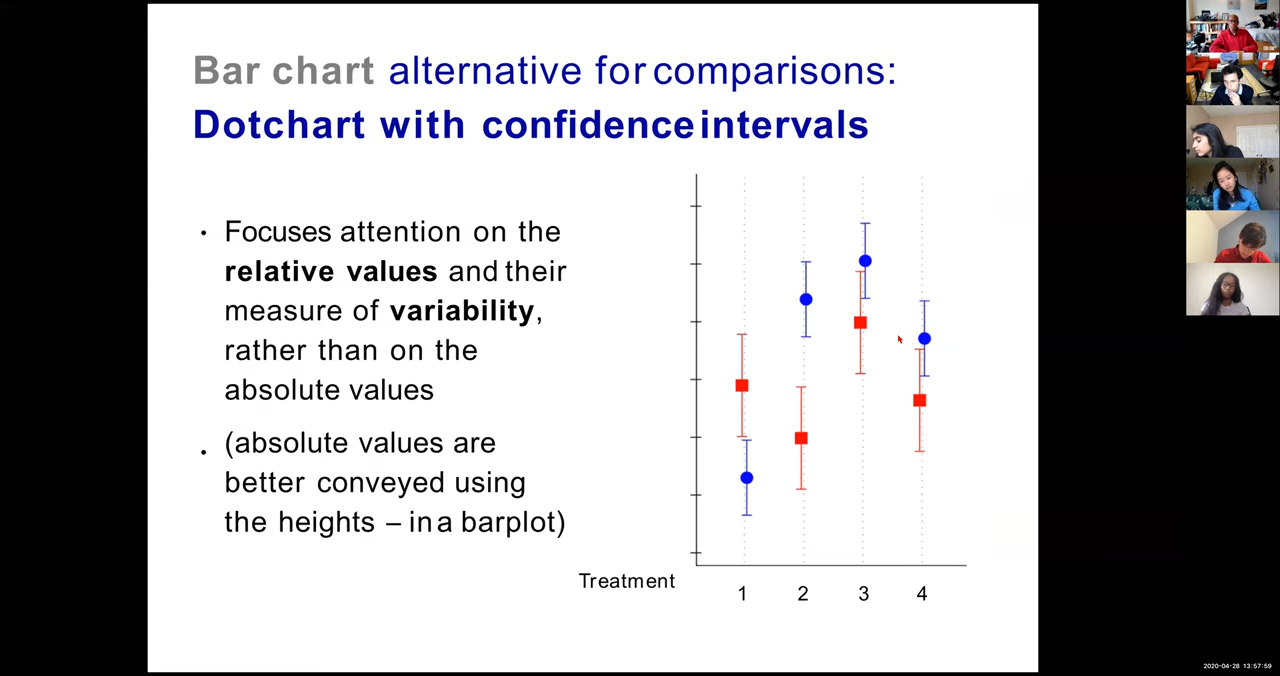 Bar chart alternative for comparisons:
Dotchart with confidence intervals
• Focuses attention on the
relative values and their
measure of variability,
rather than on the
absolute values
• (absolute values are
better conveyed using
the heights – in a barplot)
Treatment
1 2 3 4
2020-04-28 13:57:59